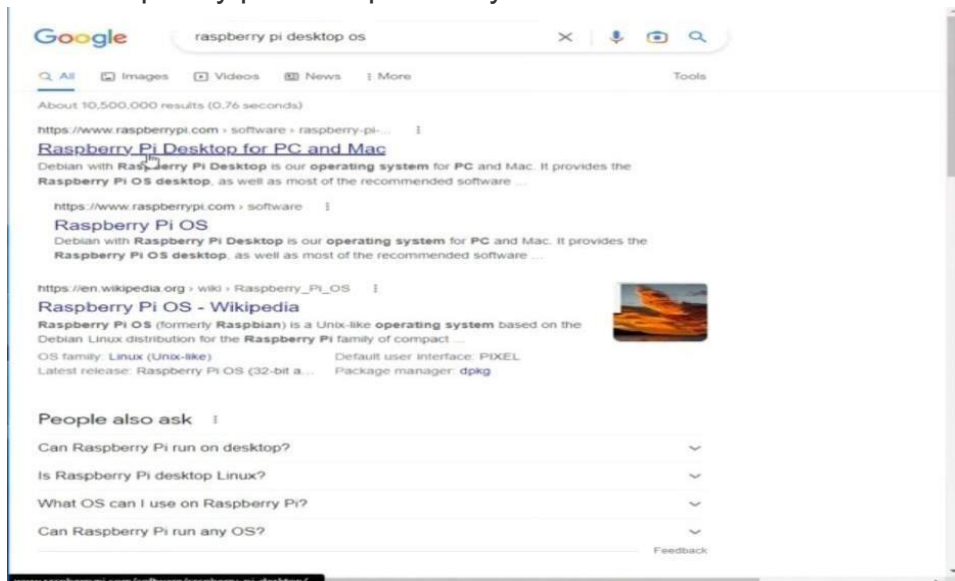 Google
raspberry pi desktop os
All Images Videos News More Tools
About 10,500,000 results (0.76 seconds)
https://www.raspberrypi.com › software › raspberry-pi-...
Raspberry Pi Desktop for PC and Mac
Debian with Raspberry Pi Desktop is our operating system for PC and Mac. It provides the
Raspberry Pi OS desktop, as well as most of the recommended software ...
https://www.raspberrypi.com › software
Raspberry Pi OS
Debian with Raspberry Pi Desktop is our operating system for PC and Mac. It provides the
Raspberry Pi OS desktop, as well as most of the recommended software ...
https://en.wikipedia.org › wiki › Raspberry_Pi_OS
Raspberry Pi OS - Wikipedia
Raspberry Pi OS (formerly Raspbian) is a Unix-like operating system based on the
Debian Linux distribution for the Raspberry Pi family of compact ...
OS family: Linux (Unix-like) Default user interface: PIXEL
Latest release: Raspberry Pi OS (32-bit a... Package manager: dpkg
People also ask
Can Raspberry Pi run on desktop?
Is Raspberry Pi desktop Linux?
What OS can I use on Raspberry Pi?
Can Raspberry Pi run any OS?
Feedback